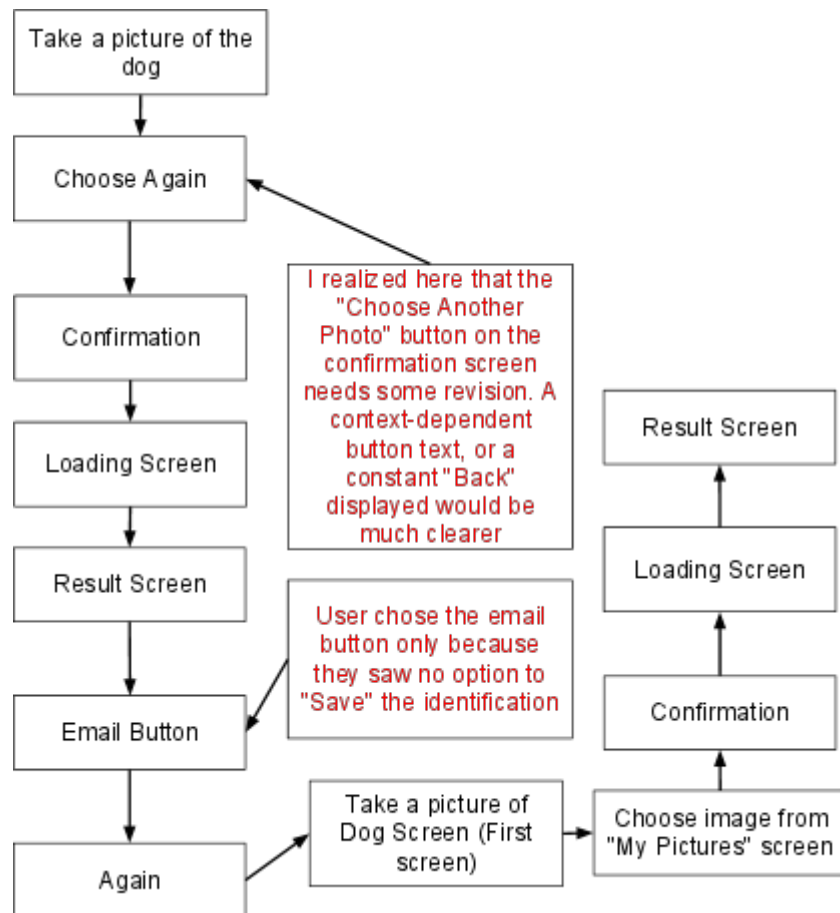 Take a picture of the
dog
Choose Again
Confirmation
Loading Screen
Result Screen
Email Button
Again
I realized here that the
"Choose Another
Photo" button on the
confirmation screen
needs some revision. A
context-dependent
button text, or a
constant "Back"
displayed would be
much clearer
User chose the email
button only because
they saw no option to
"Save" the identification
Take a picture of
Dog Screen (First
screen)
Choose image from
"My Pictures" screen
Confirmation
Loading Screen
Result Screen